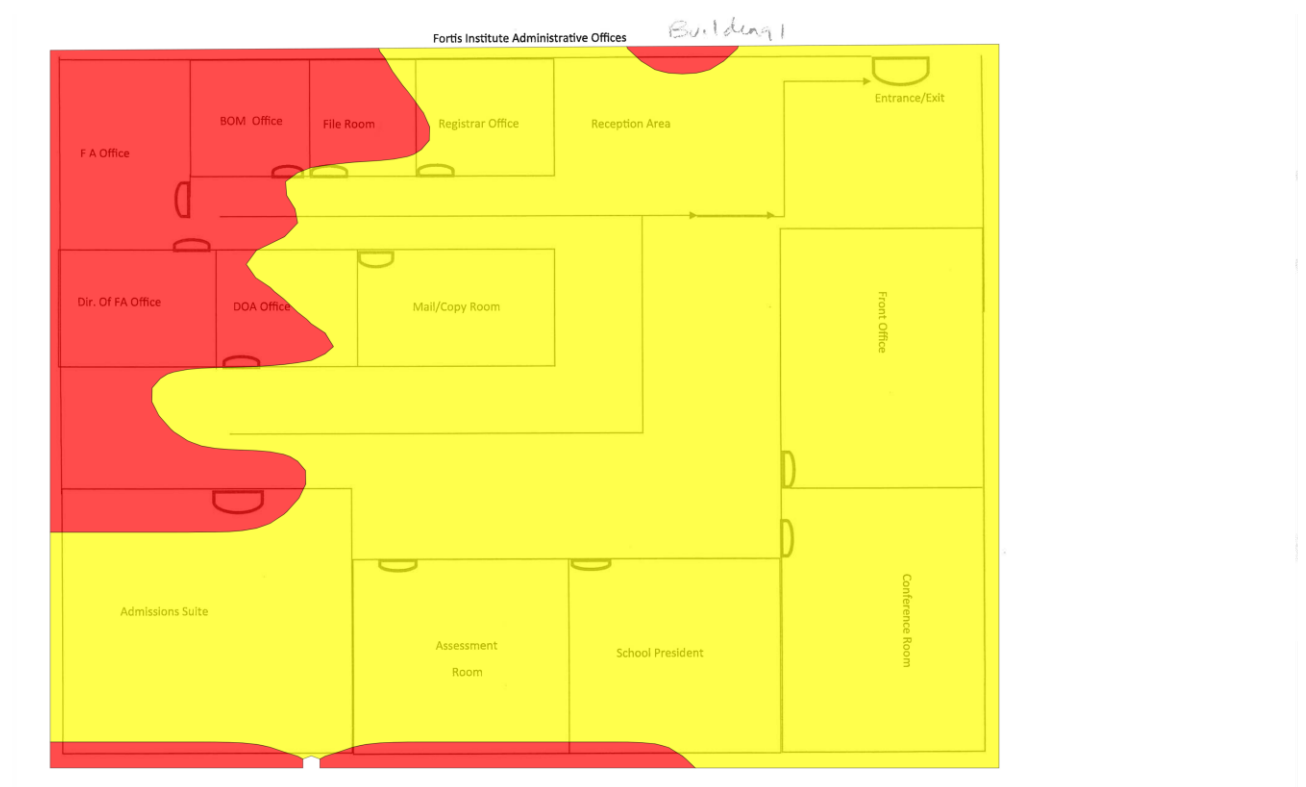 Fortis Institute Administrative Offices
Building 1
Entrance/Exit
BOM Office
File Room
Registrar Office
Reception Area
F A Office
Dir. Of FA Office
DOA Office
Mail/Copy Room
Front Office
Admissions Suite
Assessment
Room
School President
Conference Room